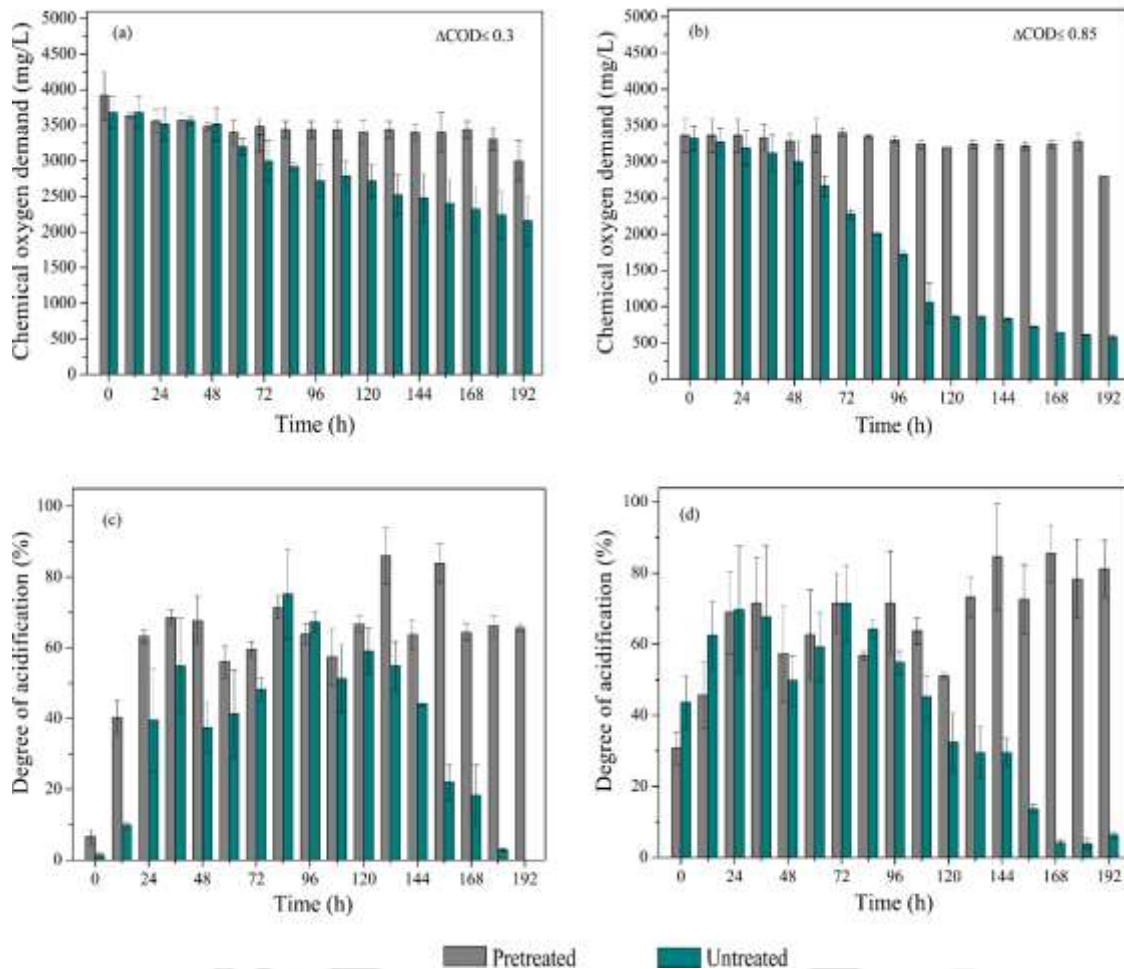 (a)
ΔCOD≤ 0.3
Chemical oxygen demand (mg/L)
5000
4500
4000
3500
3000
2500
2000
1500
1000
500
0
0 24 48 72 96 120 144 168 192
Time (h)
(b)
ΔCOD≤ 0.85
Chemical oxygen demand (mg/L)
5000
4500
4000
3500
3000
2500
2000
1500
1000
500
0
0 24 48 72 96 120 144 168 192
Time (h)
(c)
Degree of acidification (%)
100
80
60
40
20
0
0 24 48 72 96 120 144 168 192
Time (h)
(d)
Degree of acidification (%)
100
80
60
40
20
0
0 24 48 72 96 120 144 168 192
Time (h)
Pretreated Untreated